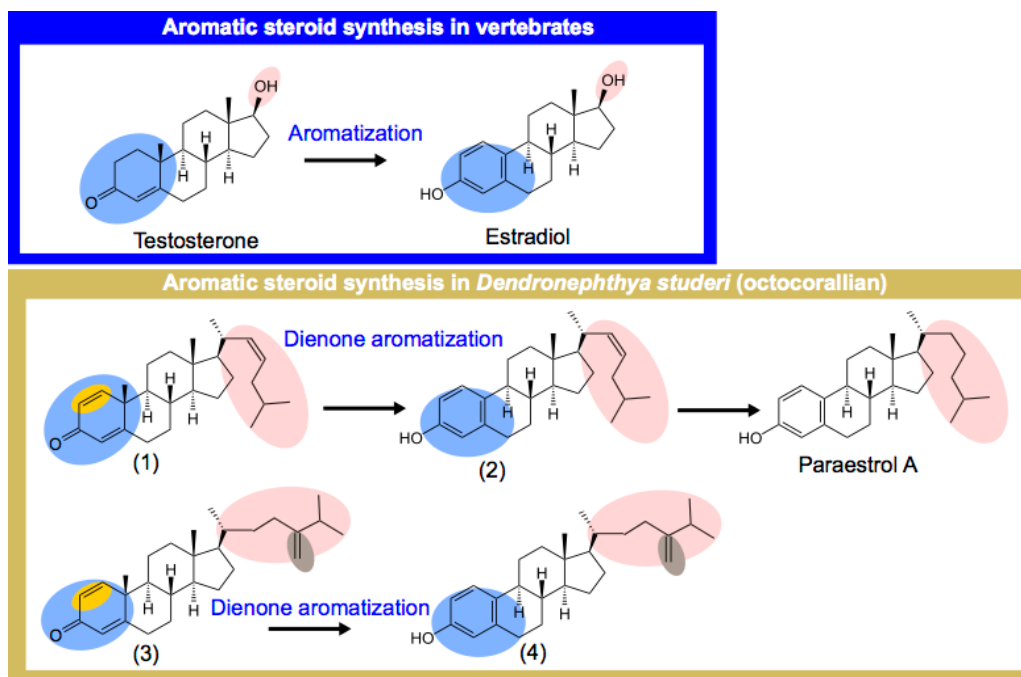 Aromatic steroid synthesis in vertebrates
OH
OH
Aromatization
H
H
H
H
H
H
O
HO
Testosterone
Estradiol
Aromatic steroid synthesis in Dendronephthya studeri (octocorallian)
Dienone aromatization
H
H
H
H
H
H
H
H
H
O
HO
HO
(1)
(2)
Paraestrol A
H
H
H
H
H
H
Dienone aromatization
O
HO
(3)
(4)